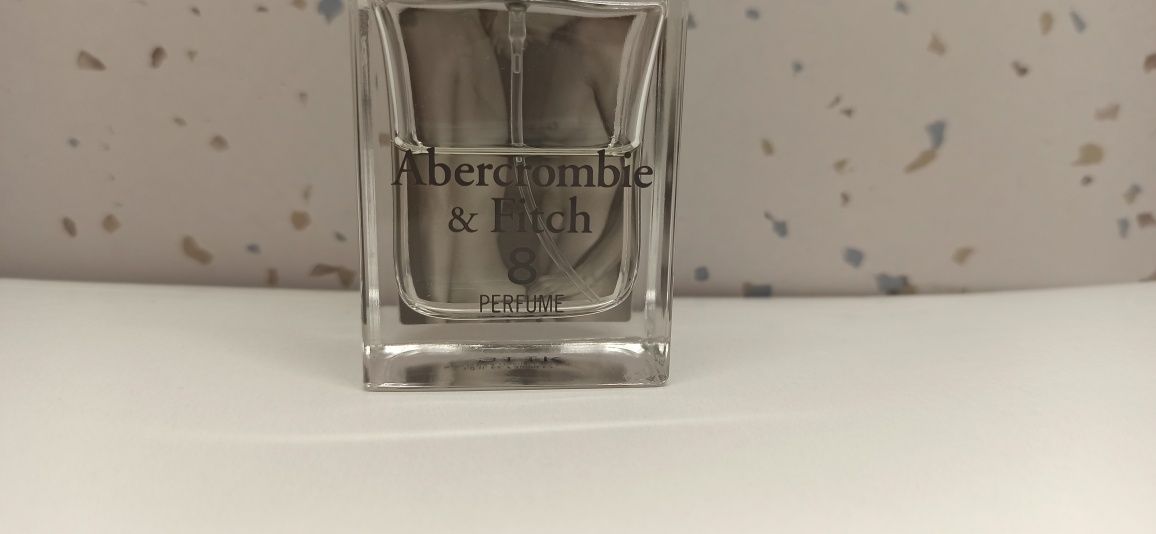 Abercrombie
& Fitch
8
PERFUME